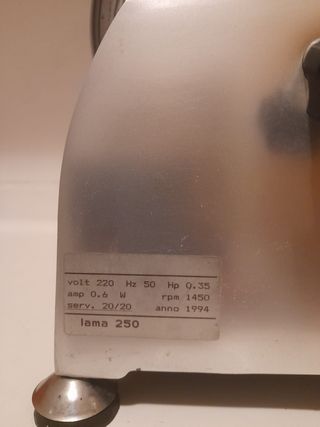 volt 220 Hz 50 Hp 0.35
amp 0.6 W rpm 1450
serv. 20/20 anno 1994
lama 250